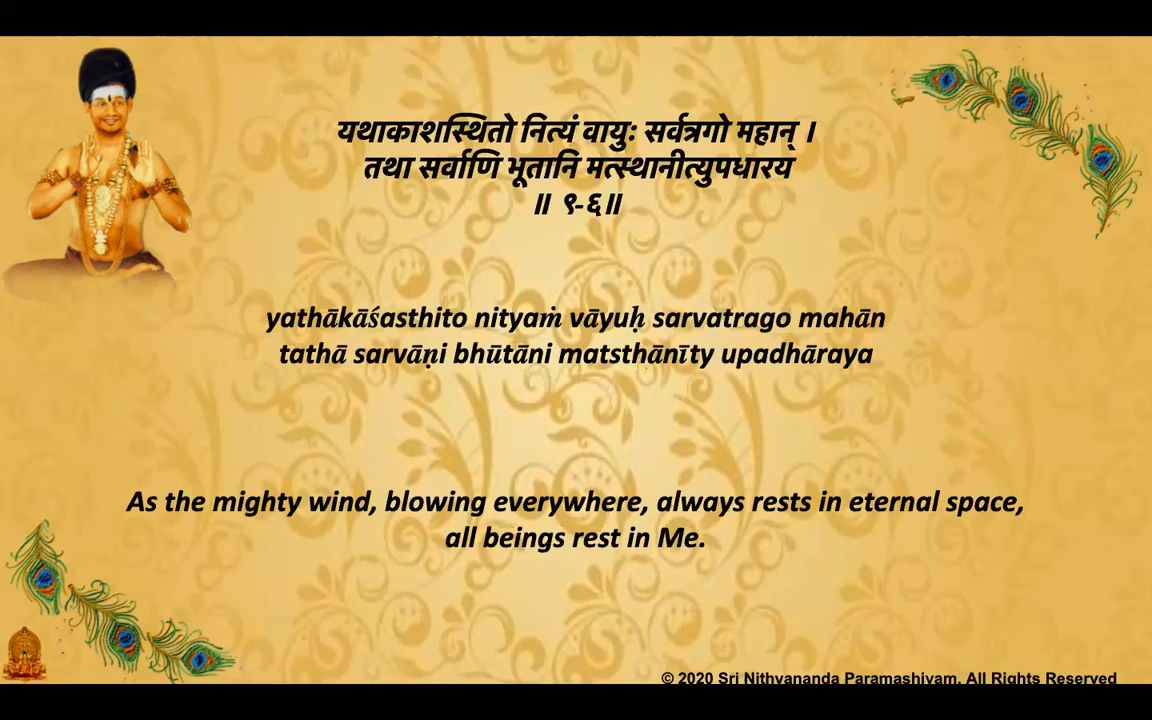 यथाकाशस्थितो नित्यं वायुः सर्वत्रगो महान् ।
तथा सर्वाणि भूतानि मत्स्थानीत्युपधारय
॥ ९-६॥
yathākāśasthito nityaṁ vāyuḥ sarvatrago mahān
tathā sarvāṇi bhūtāni matsthānīty upadhāraya
As the mighty wind, blowing everywhere, always rests in eternal space,
all beings rest in Me.
© 2020 Sri Nithyananda Paramashivam. All Rights Reserved